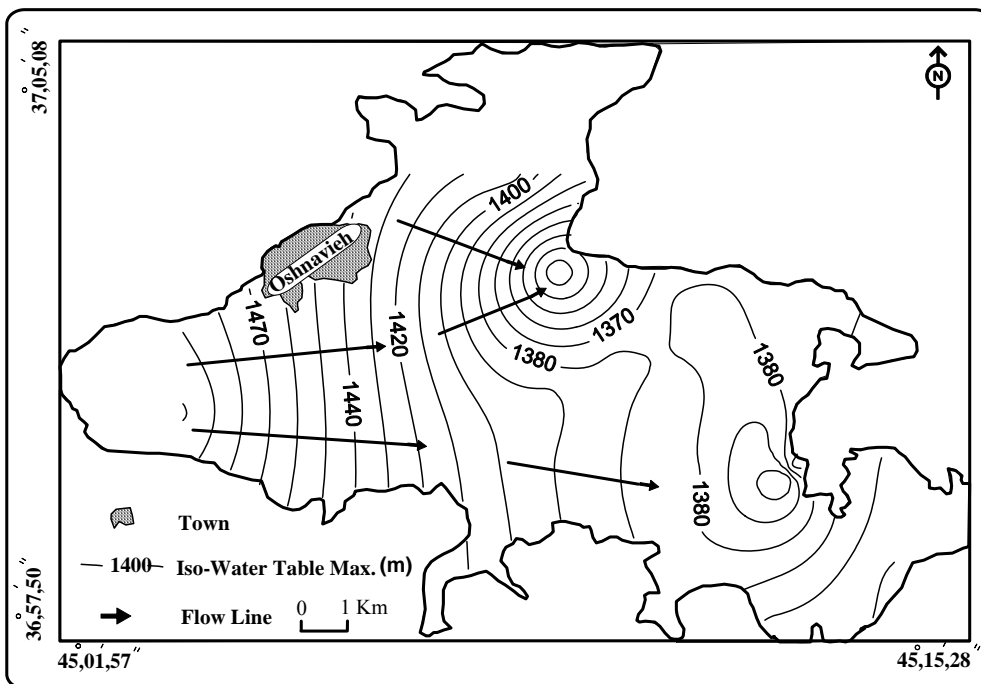 37,05,08
N
1400
Oshnavieh
1470
1420
1370
1380
1380
1440
1380
Town
1400 Iso-Water Table Max. (m)
Flow Line 0 1 Km
36,57,50
45,01,57
45,15,28